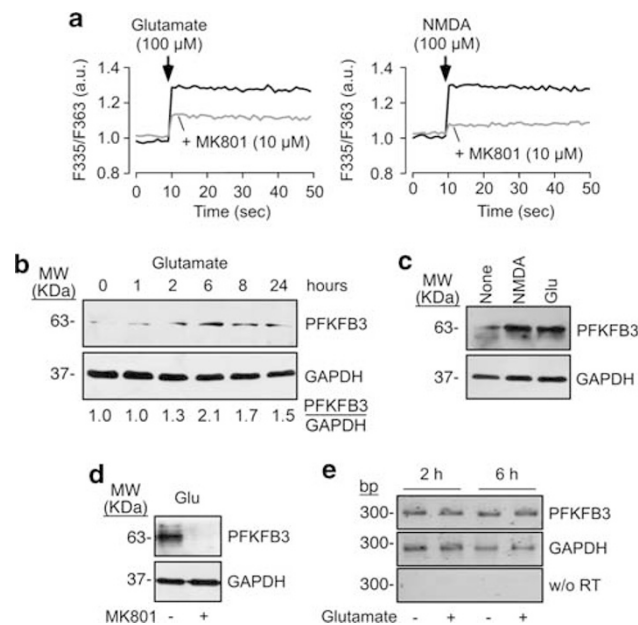 a
Glutamate
(100 µM)
F335/F363 (a.u.)
1.4
1.2
1.0
0.8
+ MK801 (10 µM)
0 10 20 30 40 50
Time (sec)
NMDA
(100 µM)
F335/F363 (a.u.)
1.4
1.2
1.0
0.8
+ MK801 (10 µM)
0 10 20 30 40 50
Time (sec)
b
Glutamate
MW
(KDa)
0 1 2 6 8 24 hours
63- PFKFB3
37- GAPDH
1.0 1.0 1.3 2.1 1.7 1.5 PFKFB3
GAPDH
c
MW
(KDa)
None
NMDA
Glu
63- PFKFB3
37- GAPDH
d
MW
(KDa)
Glu
63- PFKFB3
37- GAPDH
MK801 - +
e
2 h 6 h
bp
300- PFKFB3
300- GAPDH
300- w/o RT
Glutamate - + - +